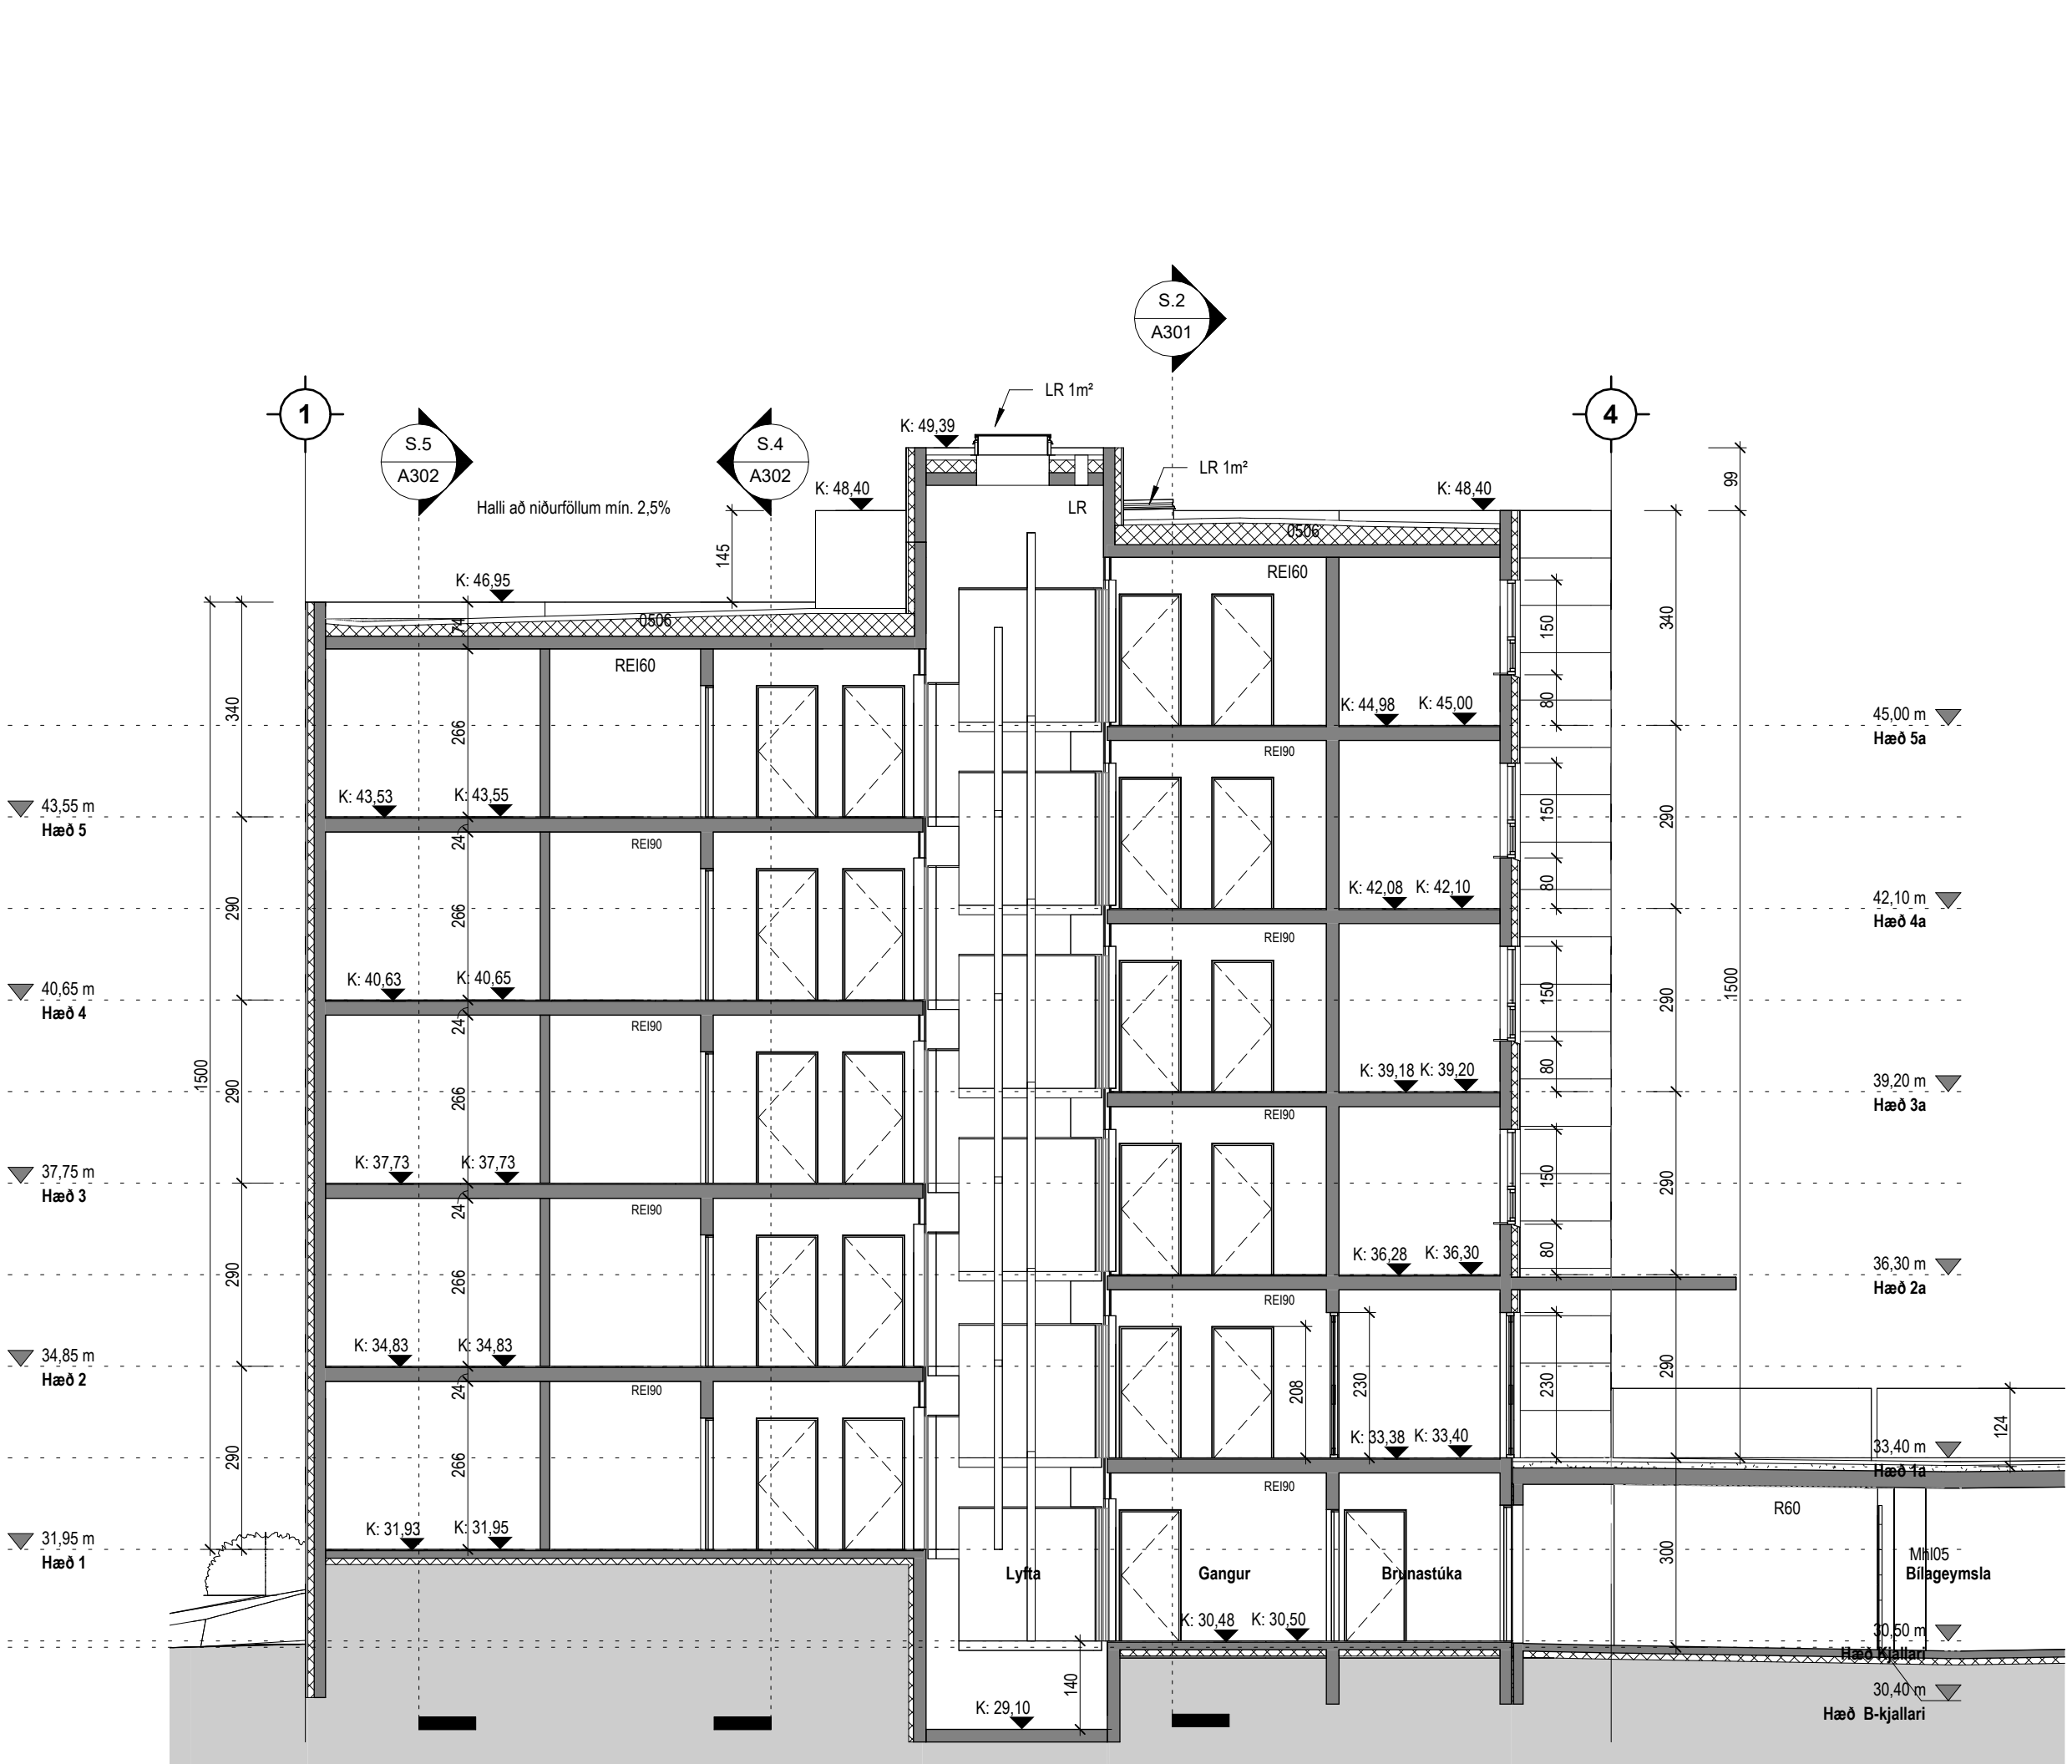 S.2
A301
LR 1m²
1
4
S.5
A302
S.4
A302
K: 49,39
LR 1m²
99
Halli að niðurföllum mín. 2,5%
K: 48,40
K: 48,40
LR
0506
145
REI60
K: 46,95
74
0506
REI60
340
150
340
266
80
K: 44,98
K: 45,00
45,00 m
Hæð 5a
REI90
43,55 m
Hæð 5
K: 43,53
K: 43,55
24
REI90
150
290
290
266
80
K: 42,08
K: 42,10
42,10 m
Hæð 4a
REI90
40,65 m
Hæð 4
K: 40,63
K: 40,65
24
REI90
150
290
1500
1500
290
266
80
K: 39,18
K: 39,20
39,20 m
Hæð 3a
REI90
37,75 m
Hæð 3
K: 37,73
K: 37,73
24
REI90
150
290
290
266
80
K: 36,28
K: 36,30
36,30 m
Hæð 2a
REI90
34,85 m
Hæð 2
K: 34,83
K: 34,83
24
REI90
208
230
230
290
290
266
K: 33,38
K: 33,40
124
33,40 m
Hæð 1a
REI90
R60
31,95 m
Hæð 1
K: 31,93
K: 31,95
300
Mhl05
Bílageymsla
Lyfta
Gangur
Brunastúka
K: 30,48
K: 30,50
30,50 m
Hæð Kjallari
140
K: 29,10
30,40 m
Hæð B-kjallari